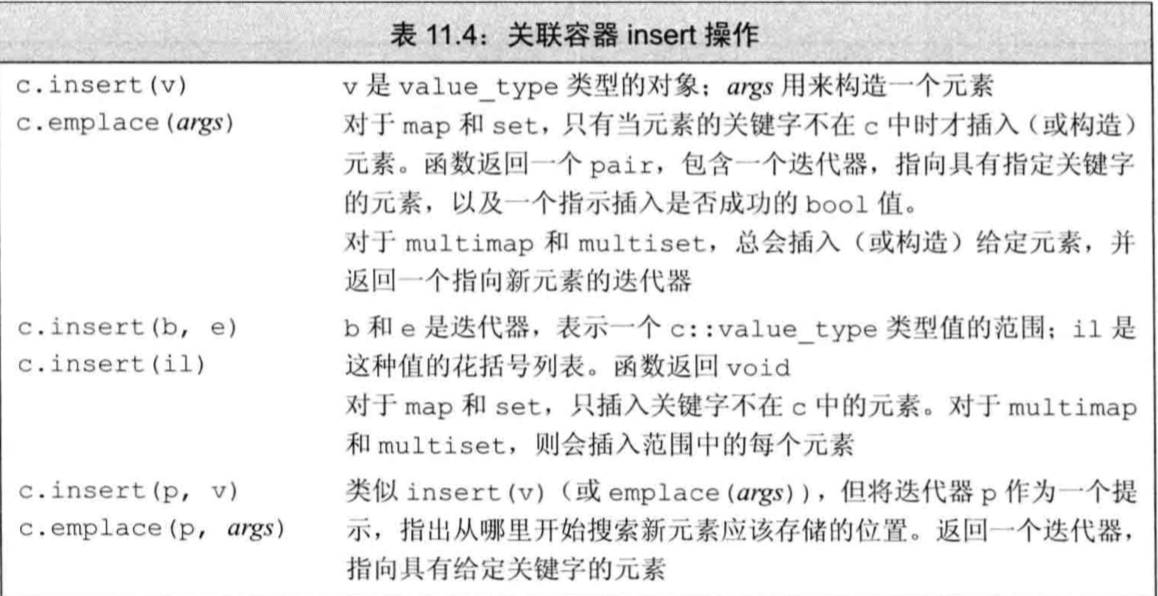 表 11.4：关联容器 insert 操作
c.insert(v) v 是 value_type 类型的对象；args 用来构造一个元素
c.emplace(args) 对于 map 和 set，只有当元素的关键字不在 c 中时才插入（或构造）
元素。函数返回一个 pair，包含一个迭代器，指向具有指定关键字
的元素，以及一个指示插入是否成功的 bool 值。
对于 multimap 和 multiset，总会插入（或构造）给定元素，并
返回一个指向新元素的迭代器
c.insert(b, e) b 和 e 是迭代器，表示一个 c::value_type 类型值的范围；il 是
c.insert(il) 这种值的花括号列表。函数返回 void
对于 map 和 set，只插入关键字不在 c 中的元素。对于 multimap
和 multiset，则会插入范围中的每个元素
c.insert(p, v) 类似 insert(v)（或 emplace(args)），但将迭代器 p 作为一个提
c.emplace(p, args) 示，指出从哪里开始搜索新元素应该存储的位置。返回一个迭代器，
指向具有给定关键字的元素